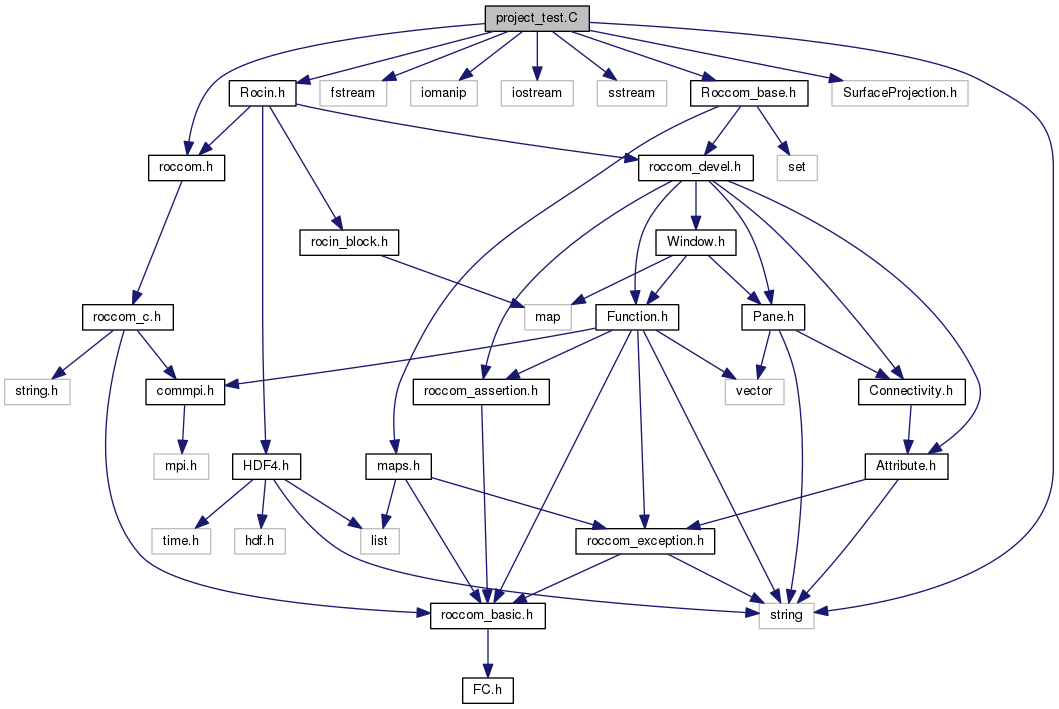 project_test.C
Rocin.h
fstream
iomanip
iostream
sstream
Roccom_base.h
SurfaceProjection.h
roccom.h
roccom_devel.h
set
rocin_block.h
Window.h
roccom_c.h
map
Function.h
Pane.h
string.h
commpi.h
roccom_assertion.h
vector
Connectivity.h
mpi.h
HDF4.h
maps.h
Attribute.h
time.h
hdf.h
list
roccom_exception.h
roccom_basic.h
string
FC.h